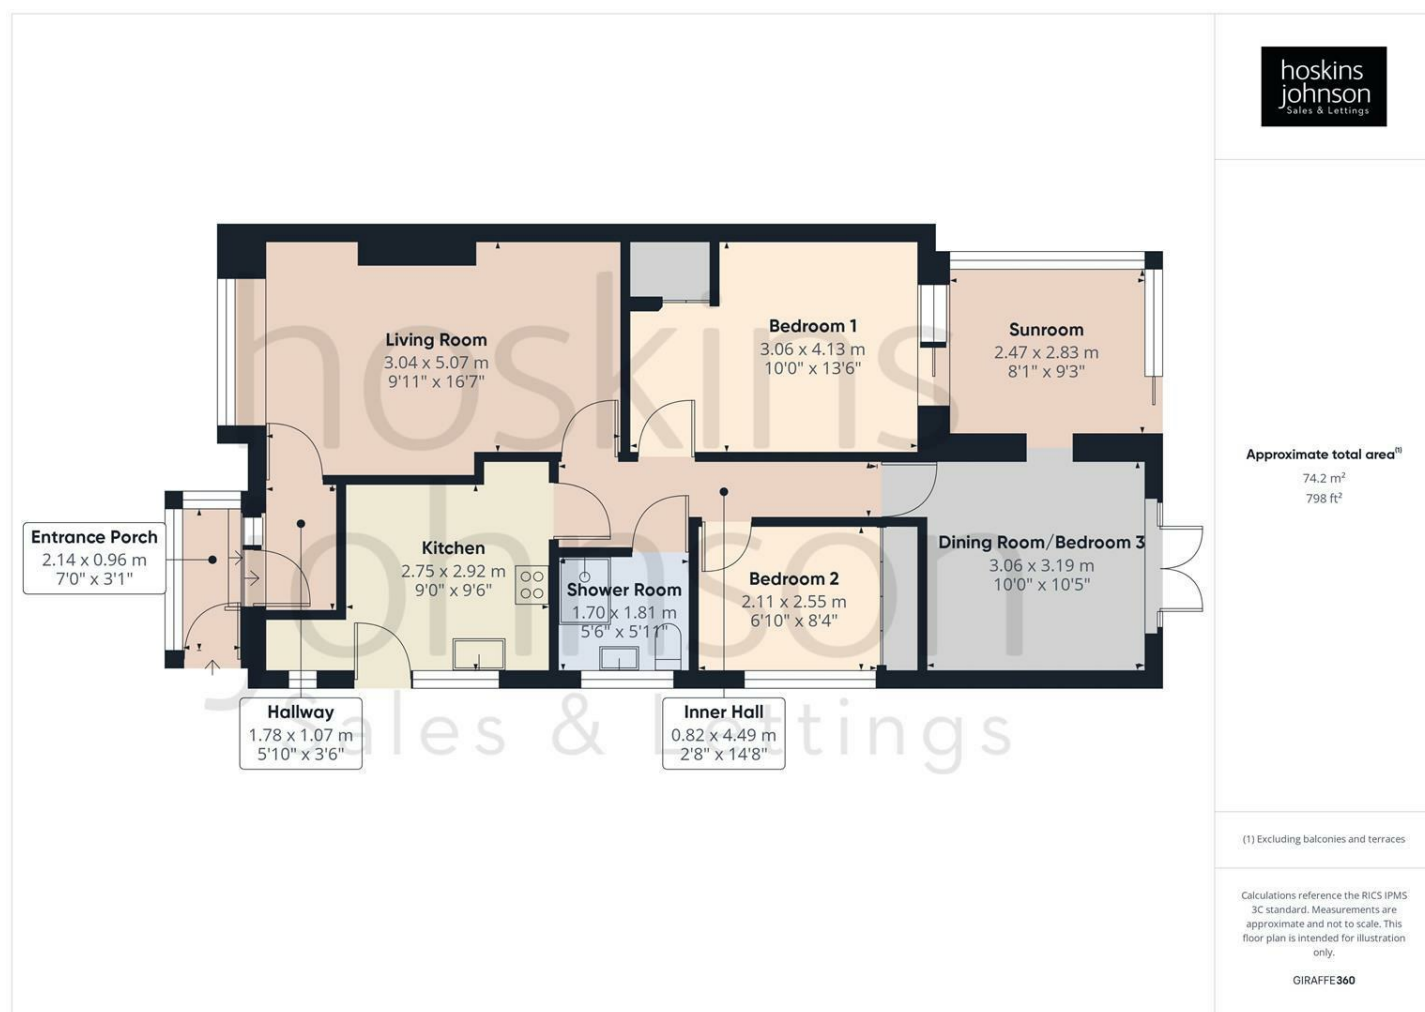 hoskins
johnson
Sales & Lettings
Living Room
3.04 x 5.07 m
9'11" x 16'7"
Bedroom 1
3.06 x 4.13 m
10'0" x 13'6"
Sunroom
2.47 x 2.83 m
8'1" x 9'3"
Entrance Porch
2.14 x 0.96 m
7'0" x 3'1"
Kitchen
2.75 x 2.92 m
9'0" x 9'6"
Shower Room
1.70 x 1.81 m
5'6" x 5'11"
Bedroom 2
2.11 x 2.55 m
6'10" x 8'4"
Dining Room/Bedroom 3
3.06 x 3.19 m
10'0" x 10'5"
Hallway
1.78 x 1.07 m
5'10" x 3'6"
Inner Hall
0.82 x 4.49 m
2'8" x 14'8"
hoskins
johnson
Sales & Lettings
Approximate total area(1)
74.2 m²
798 ft²
(1) Excluding balconies and terraces
Calculations reference the RICS IPMS
3C standard. Measurements are
approximate and not to scale. This
floor plan is intended for illustration
only.
GIRAFFE360